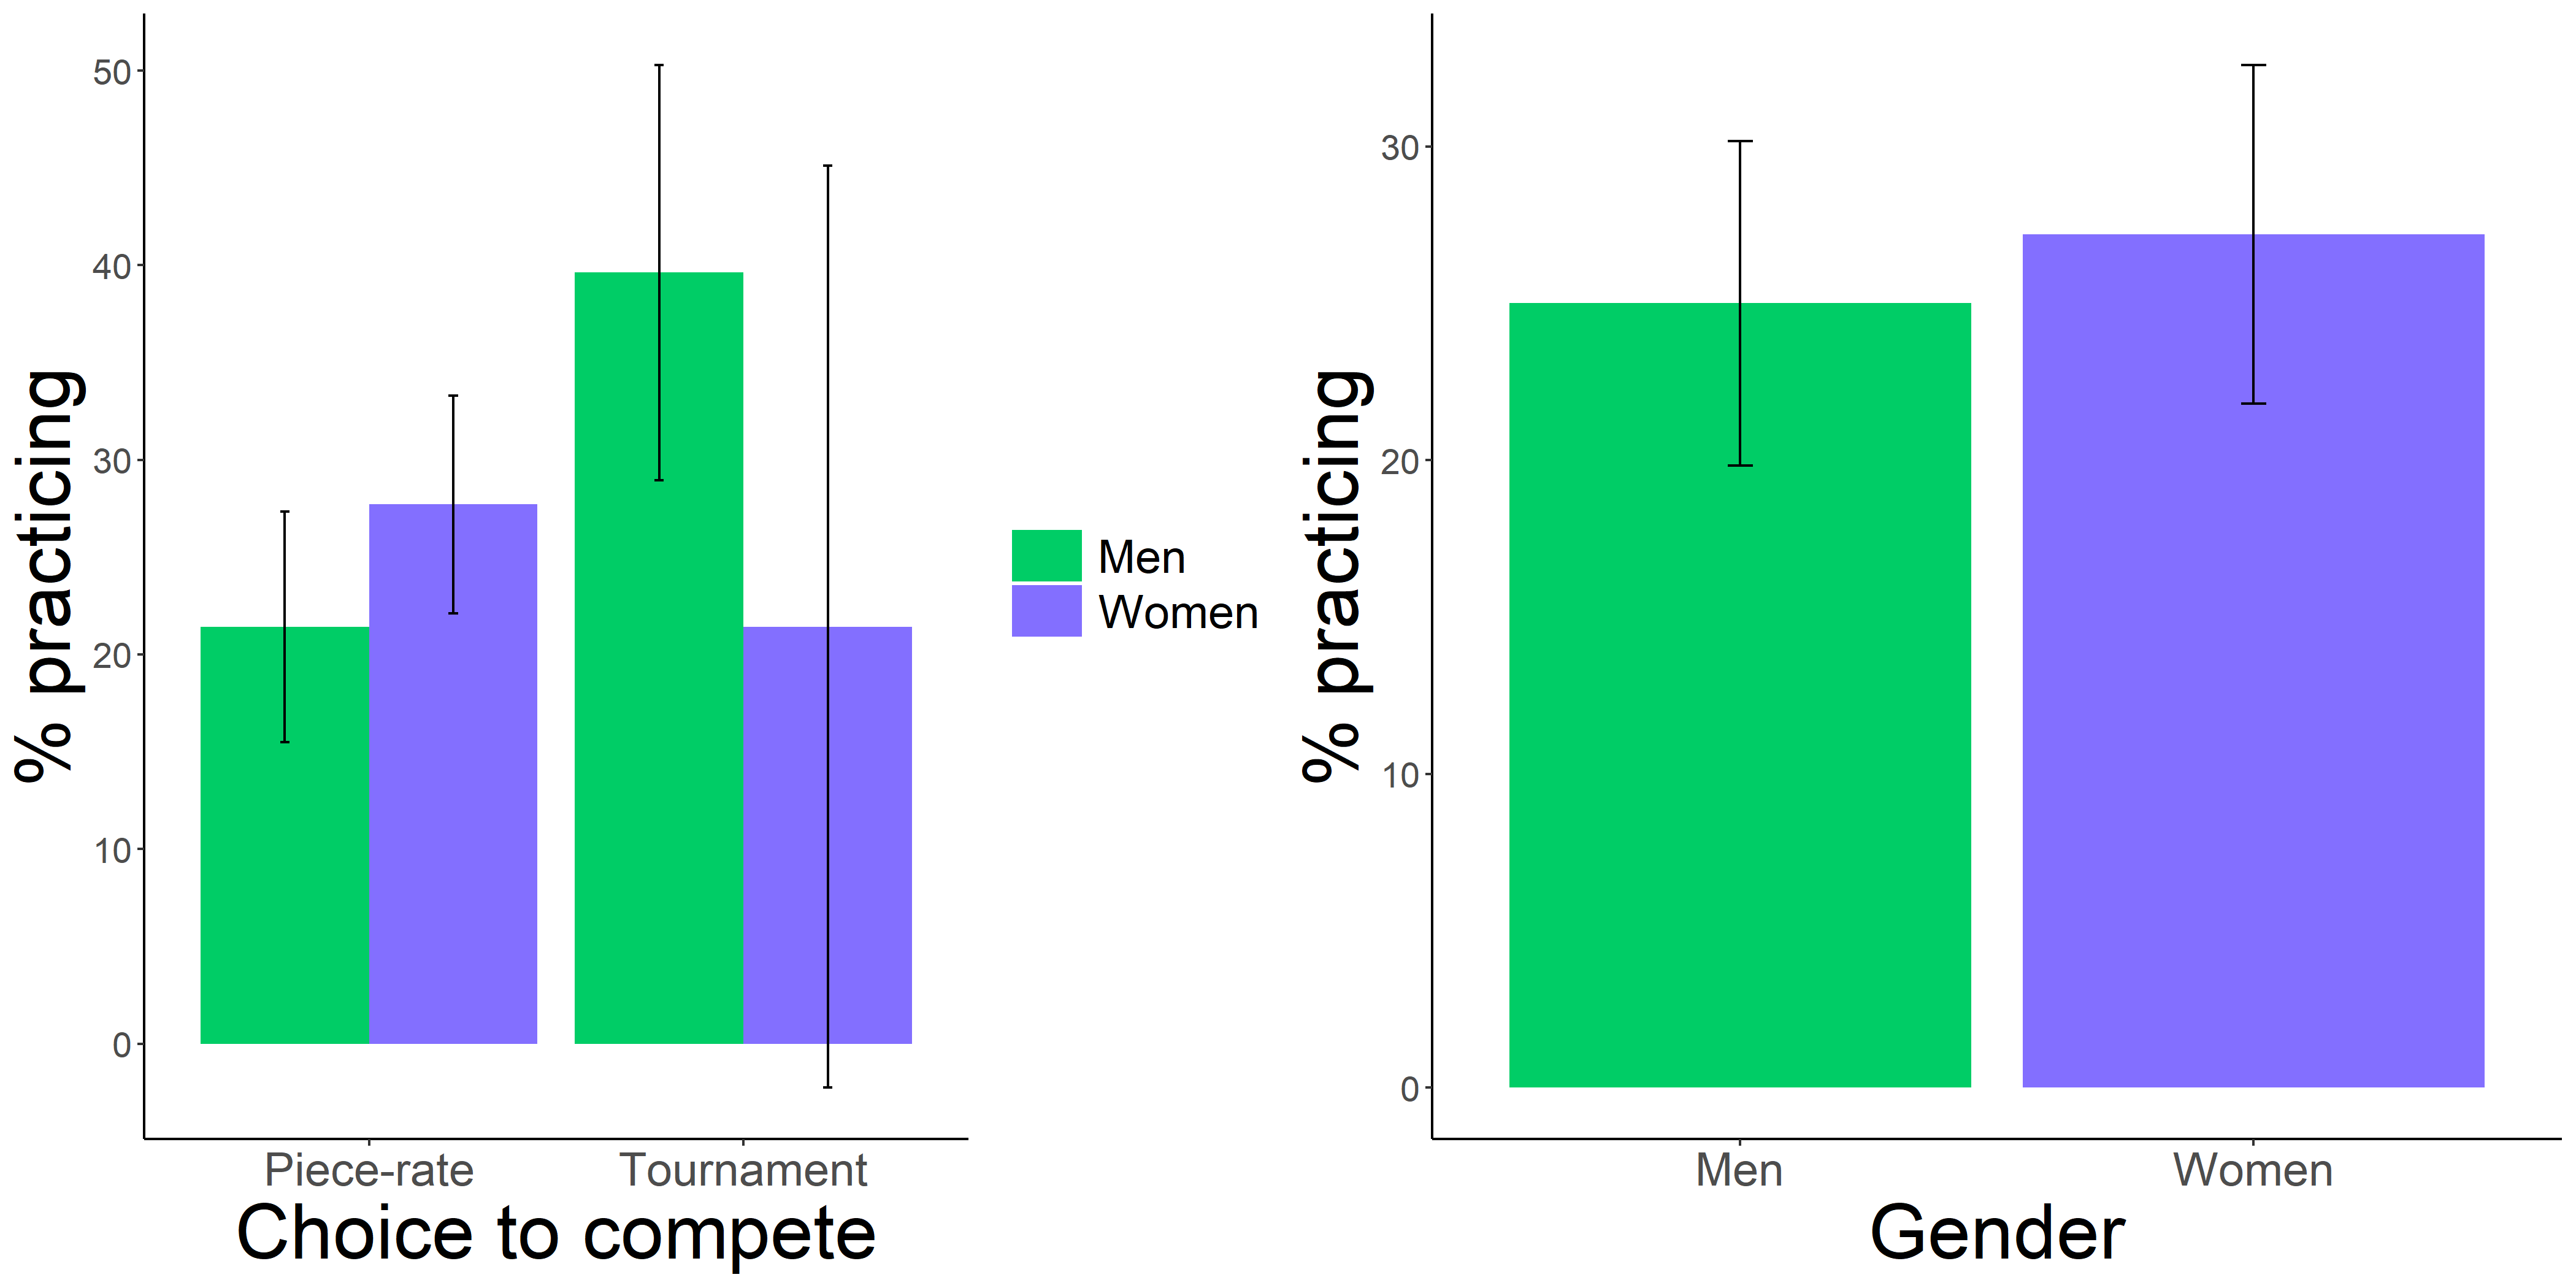 % practicing
50
40
30
20
10
0
Piece-rate Tournament
Choice to compete
Men
Women
% practicing
30
20
10
0
Men Women
Gender